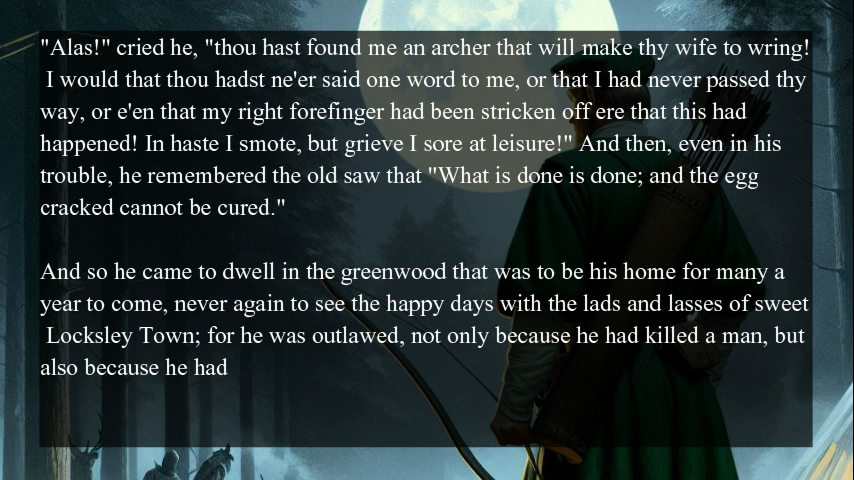 "Alas!" cried he, "thou hast found me an archer that will make thy wife to wring!
I would that thou hadst ne'er said one word to me, or that I had never passed thy
way, or e'en that my right forefinger had been stricken off ere that this had
happened! In haste I smote, but grieve I sore at leisure!" And then, even in his
trouble, he remembered the old saw that "What is done is done; and the egg
cracked cannot be cured."
And so he came to dwell in the greenwood that was to be his home for many a
year to come, never again to see the happy days with the lads and lasses of sweet
Locksley Town; for he was outlawed, not only because he had killed a man, but
also because he had